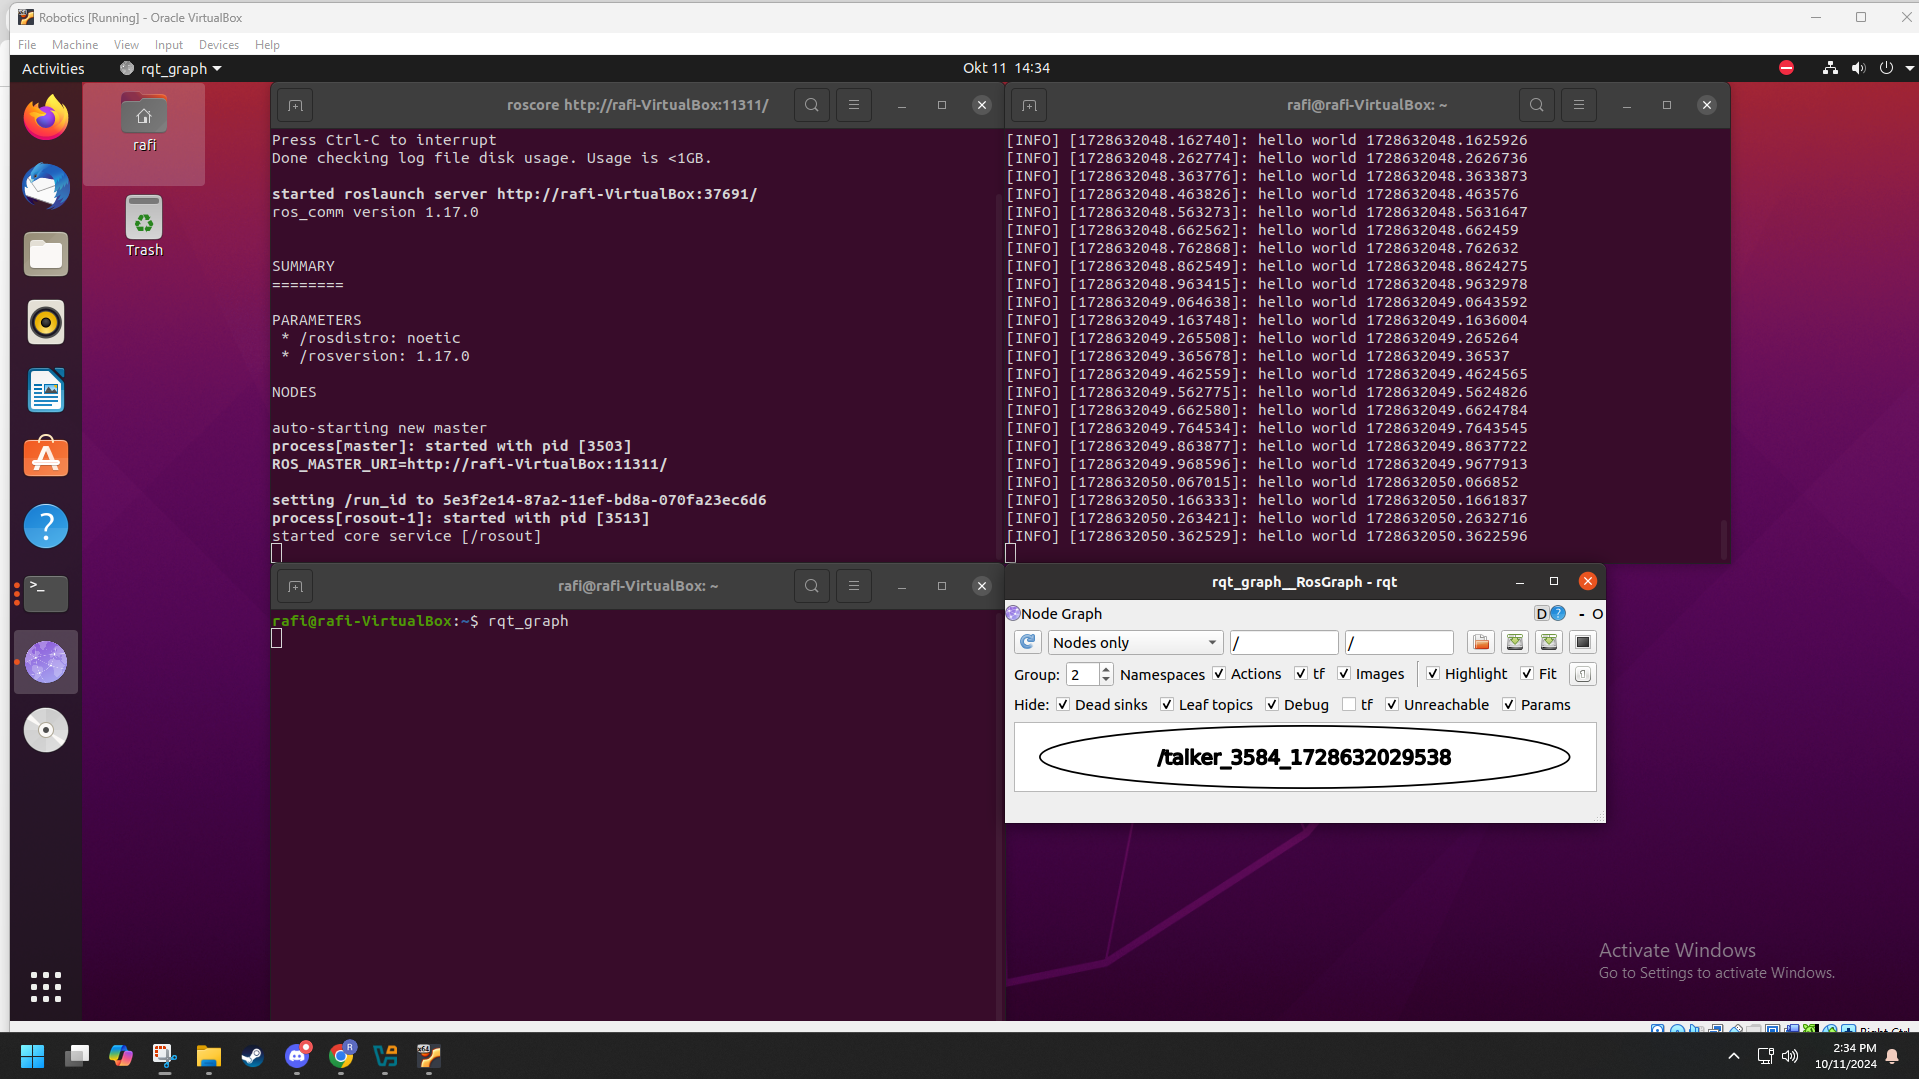 Robotics [Running] - Oracle VirtualBox
File Machine View Input Devices Help
Activities rqt_graph Okt 11 14:34
rafi
Trash
roscore http://rafi-VirtualBox:11311/
Press Ctrl-C to interrupt
Done checking log file disk usage. Usage is <1GB.
started roslaunch server http://rafi-VirtualBox:37691/
ros_comm version 1.17.0
SUMMARY
========
PARAMETERS
* /rosdistro: noetic
* /rosversion: 1.17.0
NODES
auto-starting new master
process[master]: started with pid [3503]
ROS_MASTER_URI=http://rafi-VirtualBox:11311/
setting /run_id to 5e3f2e14-87a2-11ef-bd8a-070fa23ec6d6
process[rosout-1]: started with pid [3513]
started core service [/rosout]
rafi@rafi-VirtualBox: ~
[INFO] [1728632048.162740]: hello world 1728632048.1625926
[INFO] [1728632048.262774]: hello world 1728632048.2626736
[INFO] [1728632048.363776]: hello world 1728632048.3633873
[INFO] [1728632048.463826]: hello world 1728632048.463576
[INFO] [1728632048.563273]: hello world 1728632048.5631647
[INFO] [1728632048.662562]: hello world 1728632048.662459
[INFO] [1728632048.762868]: hello world 1728632048.762632
[INFO] [1728632048.862549]: hello world 1728632048.8624275
[INFO] [1728632048.963415]: hello world 1728632048.9632978
[INFO] [1728632049.064638]: hello world 1728632049.0643592
[INFO] [1728632049.163748]: hello world 1728632049.1636004
[INFO] [1728632049.265508]: hello world 1728632049.265264
[INFO] [1728632049.365678]: hello world 1728632049.36537
[INFO] [1728632049.462559]: hello world 1728632049.4624565
[INFO] [1728632049.562775]: hello world 1728632049.5624826
[INFO] [1728632049.662580]: hello world 1728632049.6624784
[INFO] [1728632049.764534]: hello world 1728632049.7643545
[INFO] [1728632049.863877]: hello world 1728632049.8637722
[INFO] [1728632049.968596]: hello world 1728632049.9677913
[INFO] [1728632050.067015]: hello world 1728632050.066852
[INFO] [1728632050.166333]: hello world 1728632050.1661837
[INFO] [1728632050.263421]: hello world 1728632050.2632716
[INFO] [1728632050.362529]: hello world 1728632050.3622596
rafi@rafi-VirtualBox: ~
rafi@rafi-VirtualBox:~$ rqt_graph
rqt_graph__RosGraph - rqt
Node Graph D ? - O
Nodes only / /
Group: 2 Namespaces Actions tf Images Highlight Fit
Hide: Dead sinks Leaf topics Debug tf Unreachable Params
/talker_3584_1728632029538
Activate Windows
Go to Settings to activate Windows.
Right Ctrl
2:34 PM
10/11/2024